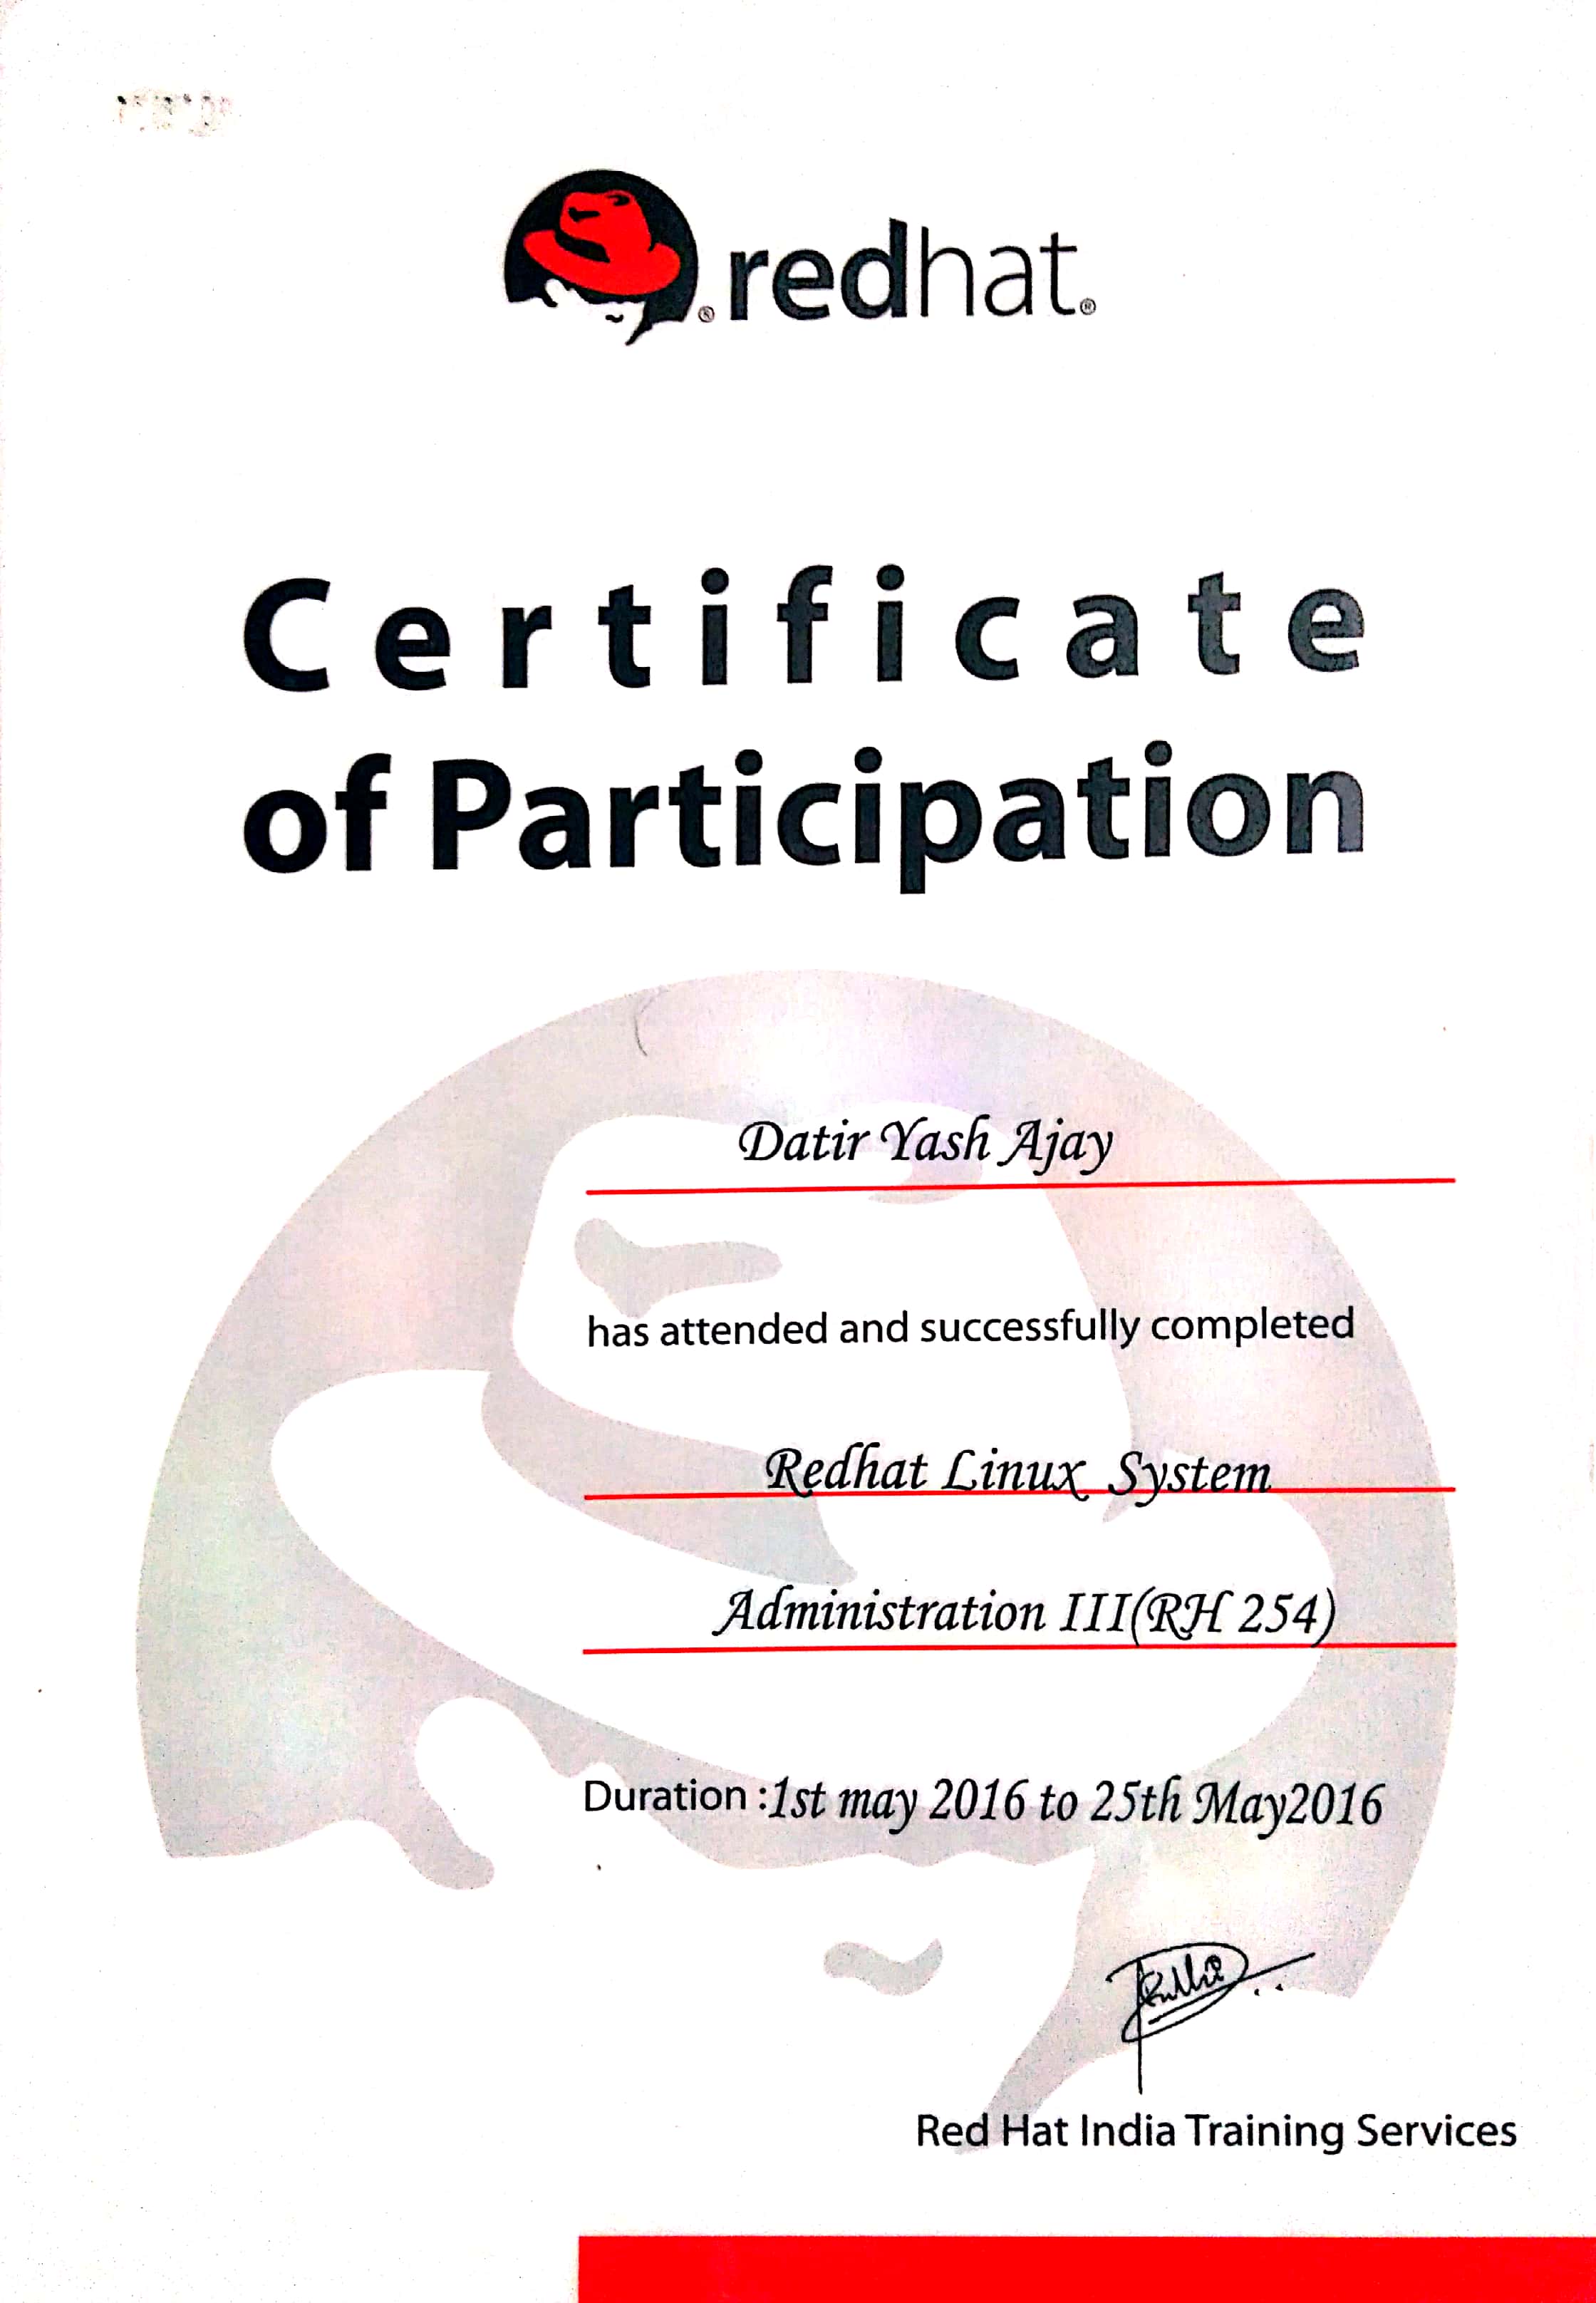 redhat.
Certificate
of Participation
Datir Yash Ajay
has attended and successfully completed
Redhat Linux System
Administration III(RH 254)
Duration :1st may 2016 to 25th May2016
Red Hat India Training Services